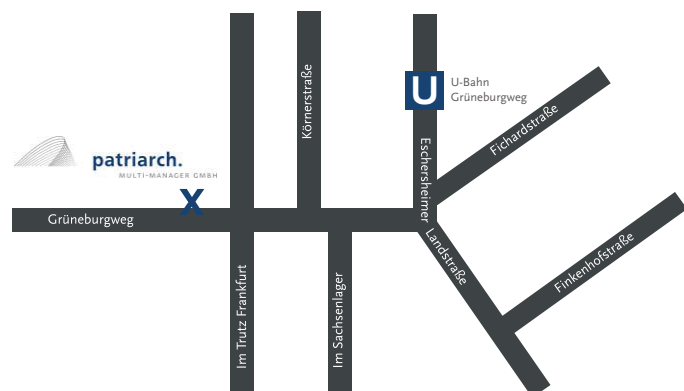 U
U-Bahn
Grüneburgweg
Körnerstraße
Fichardstraße
patriarch.
MULTI-MANAGER GMBH
X
Eschersheimer
Landstraße
Grüneburgweg
Im Trutz Frankfurt
Im Sachsenlager
Finkenhofstraße